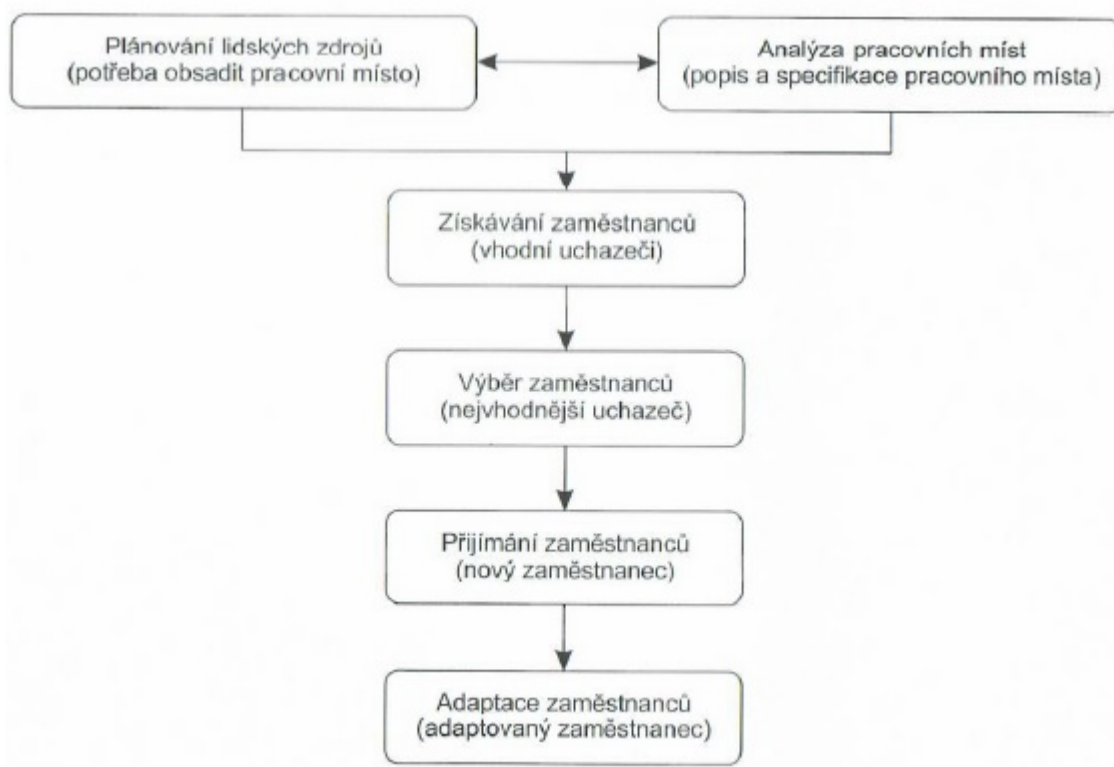 Plánování lidských zdrojů
(potřeba obsadit pracovní místo)
Analýza pracovních míst
(popis a specifikace pracovního místa)
Získávání zaměstnanců
(vhodní uchazeči)
Výběr zaměstnanců
(nejvhodnější uchazeč)
Přijímání zaměstnanců
(nový zaměstnanec)
Adaptace zaměstnanců
(adaptovaný zaměstnanec)